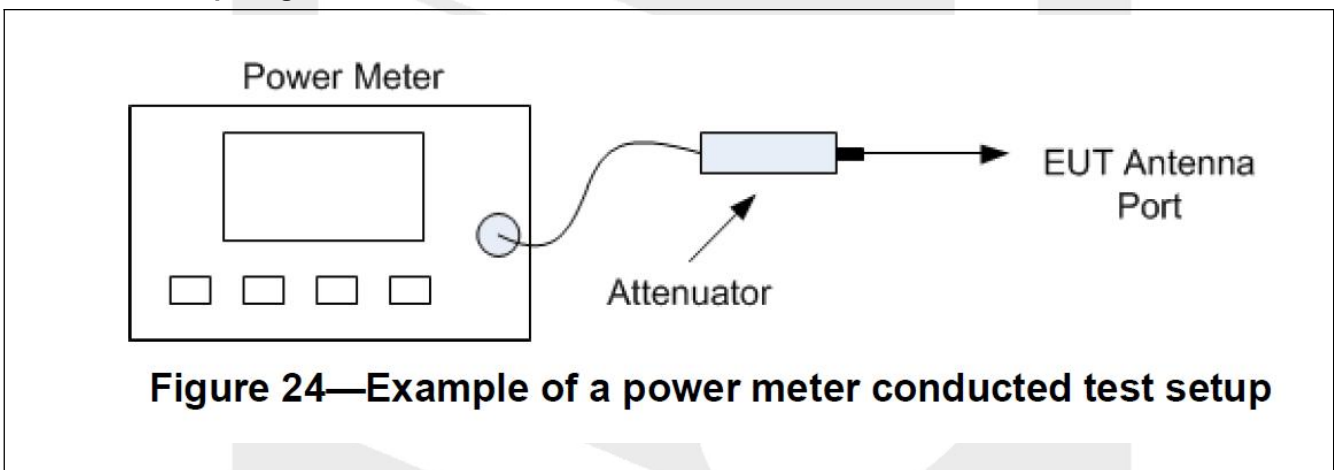 Power Meter
EUT Antenna
Port
Attenuator
Figure 24—Example of a power meter conducted test setup